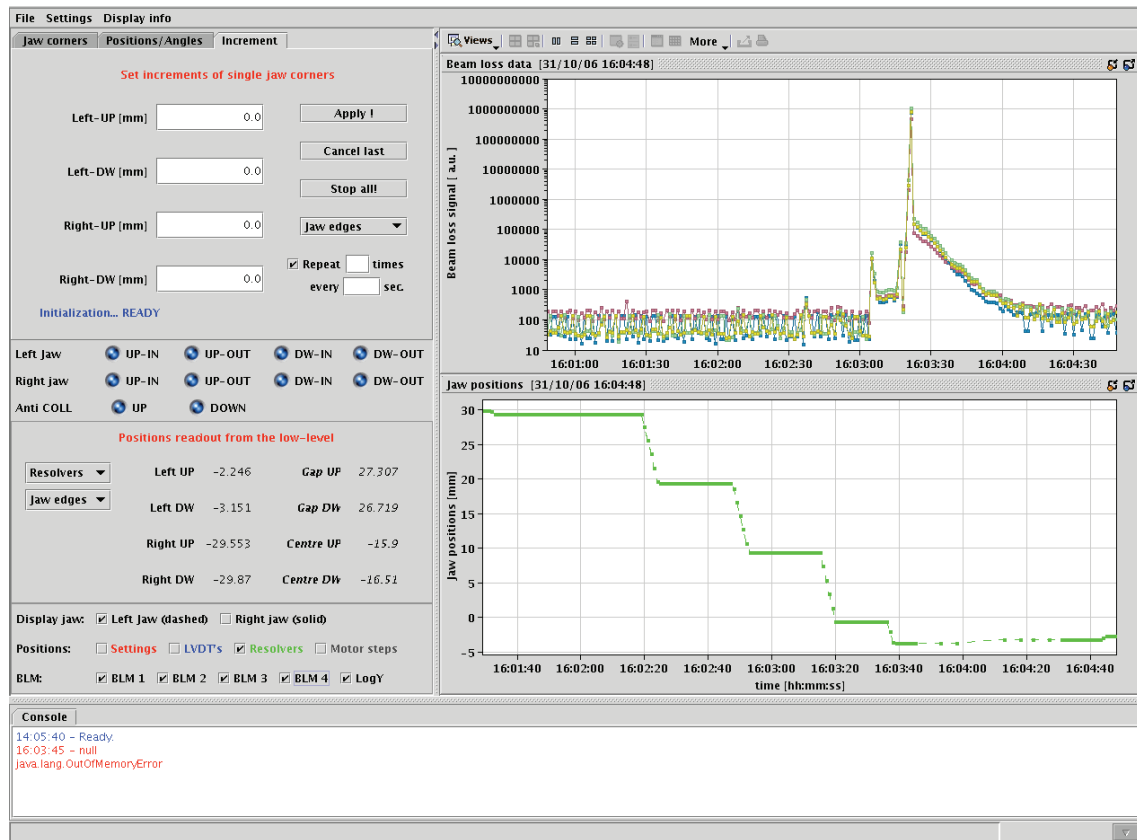 File Settings Display info
Jaw corners Positions/Angles Increment
Set increments of single jaw corners
Left-UP [mm] 0.0 Apply !
Cancel last
Left-DW [mm] 0.0
Stop all!
Right-UP [mm] 0.0 Jaw edges
Repeat times
every sec.
Right-DW [mm] 0.0
Initialization... READY
Left Jaw UP-IN UP-OUT DW-IN DW-OUT
Right jaw UP-IN UP-OUT DW-IN DW-OUT
Anti COLL UP DOWN
Positions readout from the low-level
Resolvers Left UP -2.246 Gap UP 27.307
Jaw edges Left DW -3.151 Gap DW 26.719
Right UP -29.553 Centre UP -15.9
Right DW -29.87 Centre DW -16.51
Display jaw: Left Jaw (dashed) Right jaw (solid)
Positions: Settings LVDT's Resolvers Motor steps
BLM: BLM 1 BLM 2 BLM 3 BLM 4 LogY
Views More
Beam loss data [31/10/06 16:04:48]
Beam loss signal [ a.u. ]
10000000000
1000000000
100000000
10000000
1000000
100000
10000
1000
100
10
16:01:00 16:01:30 16:02:00 16:02:30 16:03:00 16:03:30 16:04:00 16:04:30
Jaw positions [31/10/06 16:04:48]
Jaw positions [mm]
30
25
20
15
10
5
0
-5
16:01:40 16:02:00 16:02:20 16:02:40 16:03:00 16:03:20 16:03:40 16:04:00 16:04:20 16:04:40
time [hh:mm:ss]
Console
14:05:40 - Ready.
16:03:45 - null
java.lang.OutOfMemoryError